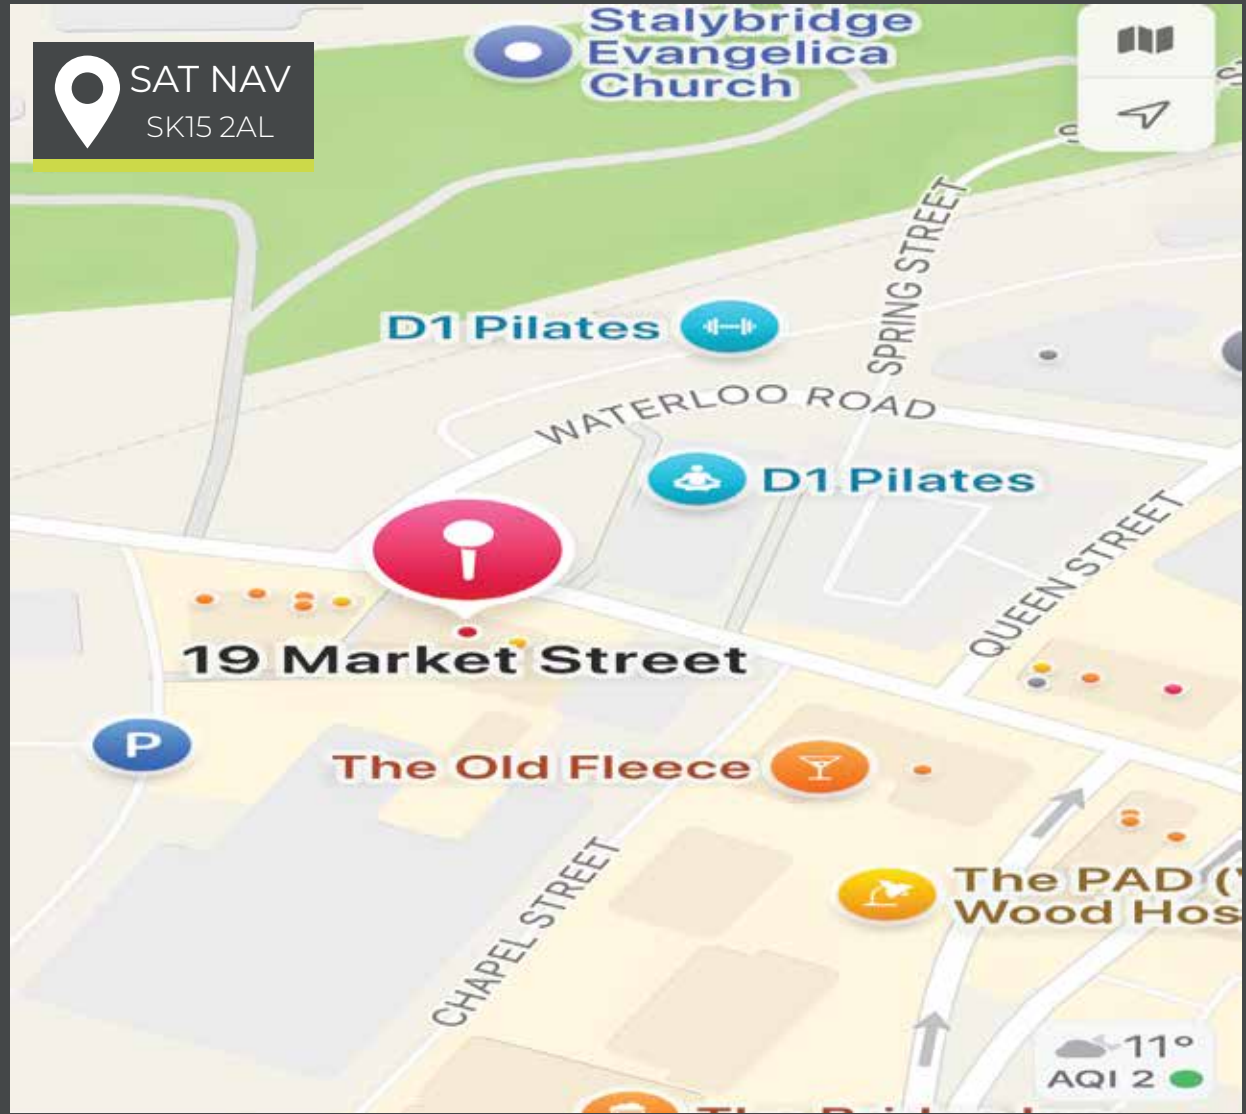 Stalybridge
Evangelica
Church
SAT NAV
SK15 2AL
SPRING STREET
D1 Pilates
WATERLOO ROAD
D1 Pilates
QUEEN STREET
19 Market Street
P
The Old Fleece
CHAPEL STREET
The PAD (
Wood Hos
11°
AQI 2